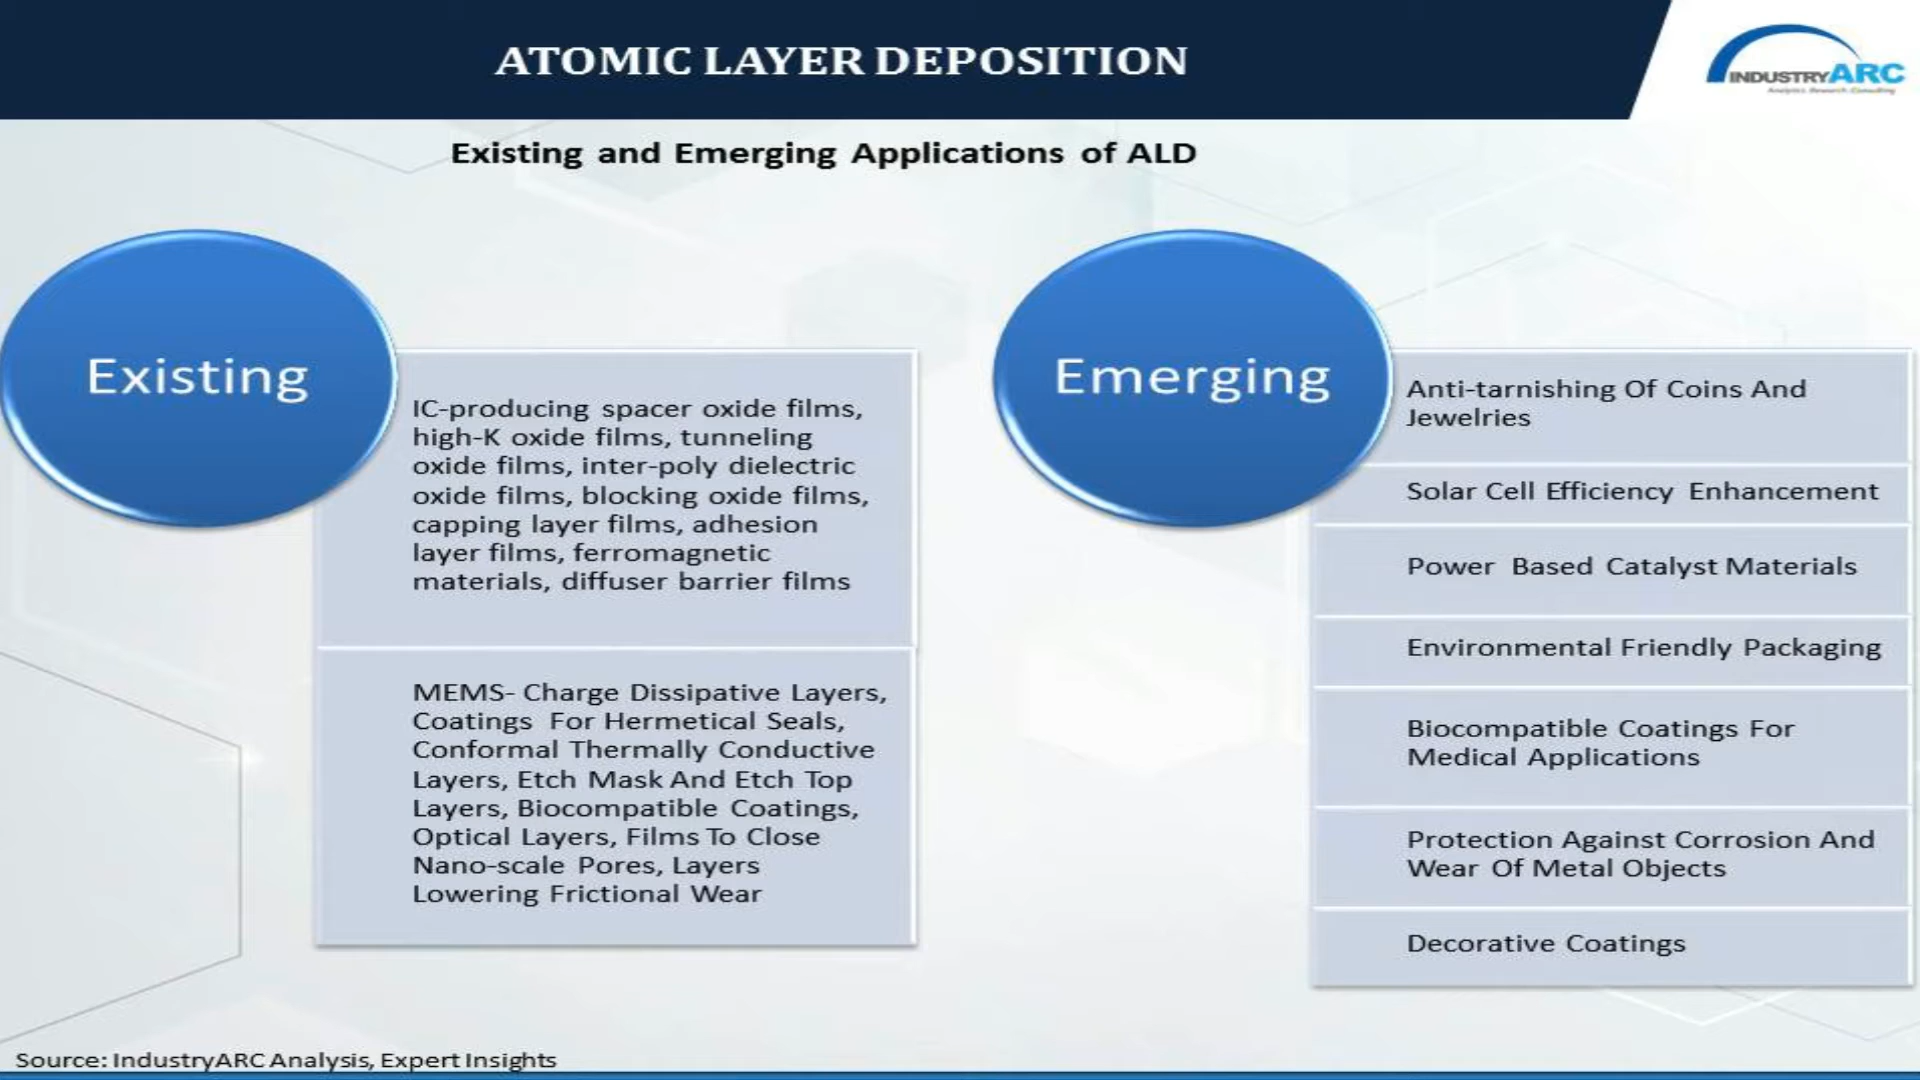 ATOMIC LAYER DEPOSITION
INDUSTRYARC
Analytics. Research. Consulting
Existing and Emerging Applications of ALD
Existing
IC-producing spacer oxide films,
high-K oxide films, tunneling
oxide films, inter-poly dielectric
oxide films, blocking oxide films,
capping layer films, adhesion
layer films, ferromagnetic
materials, diffuser barrier films
MEMS- Charge Dissipative Layers,
Coatings For Hermetical Seals,
Conformal Thermally Conductive
Layers, Etch Mask And Etch Top
Layers, Biocompatible Coatings,
Optical Layers, Films To Close
Nano-scale Pores, Layers
Lowering Frictional Wear
Emerging
Anti-tarnishing Of Coins And
Jewelries
Solar Cell Efficiency Enhancement
Power Based Catalyst Materials
Environmental Friendly Packaging
Biocompatible Coatings For
Medical Applications
Protection Against Corrosion And
Wear Of Metal Objects
Decorative Coatings
Source: IndustryARC Analysis, Expert Insights